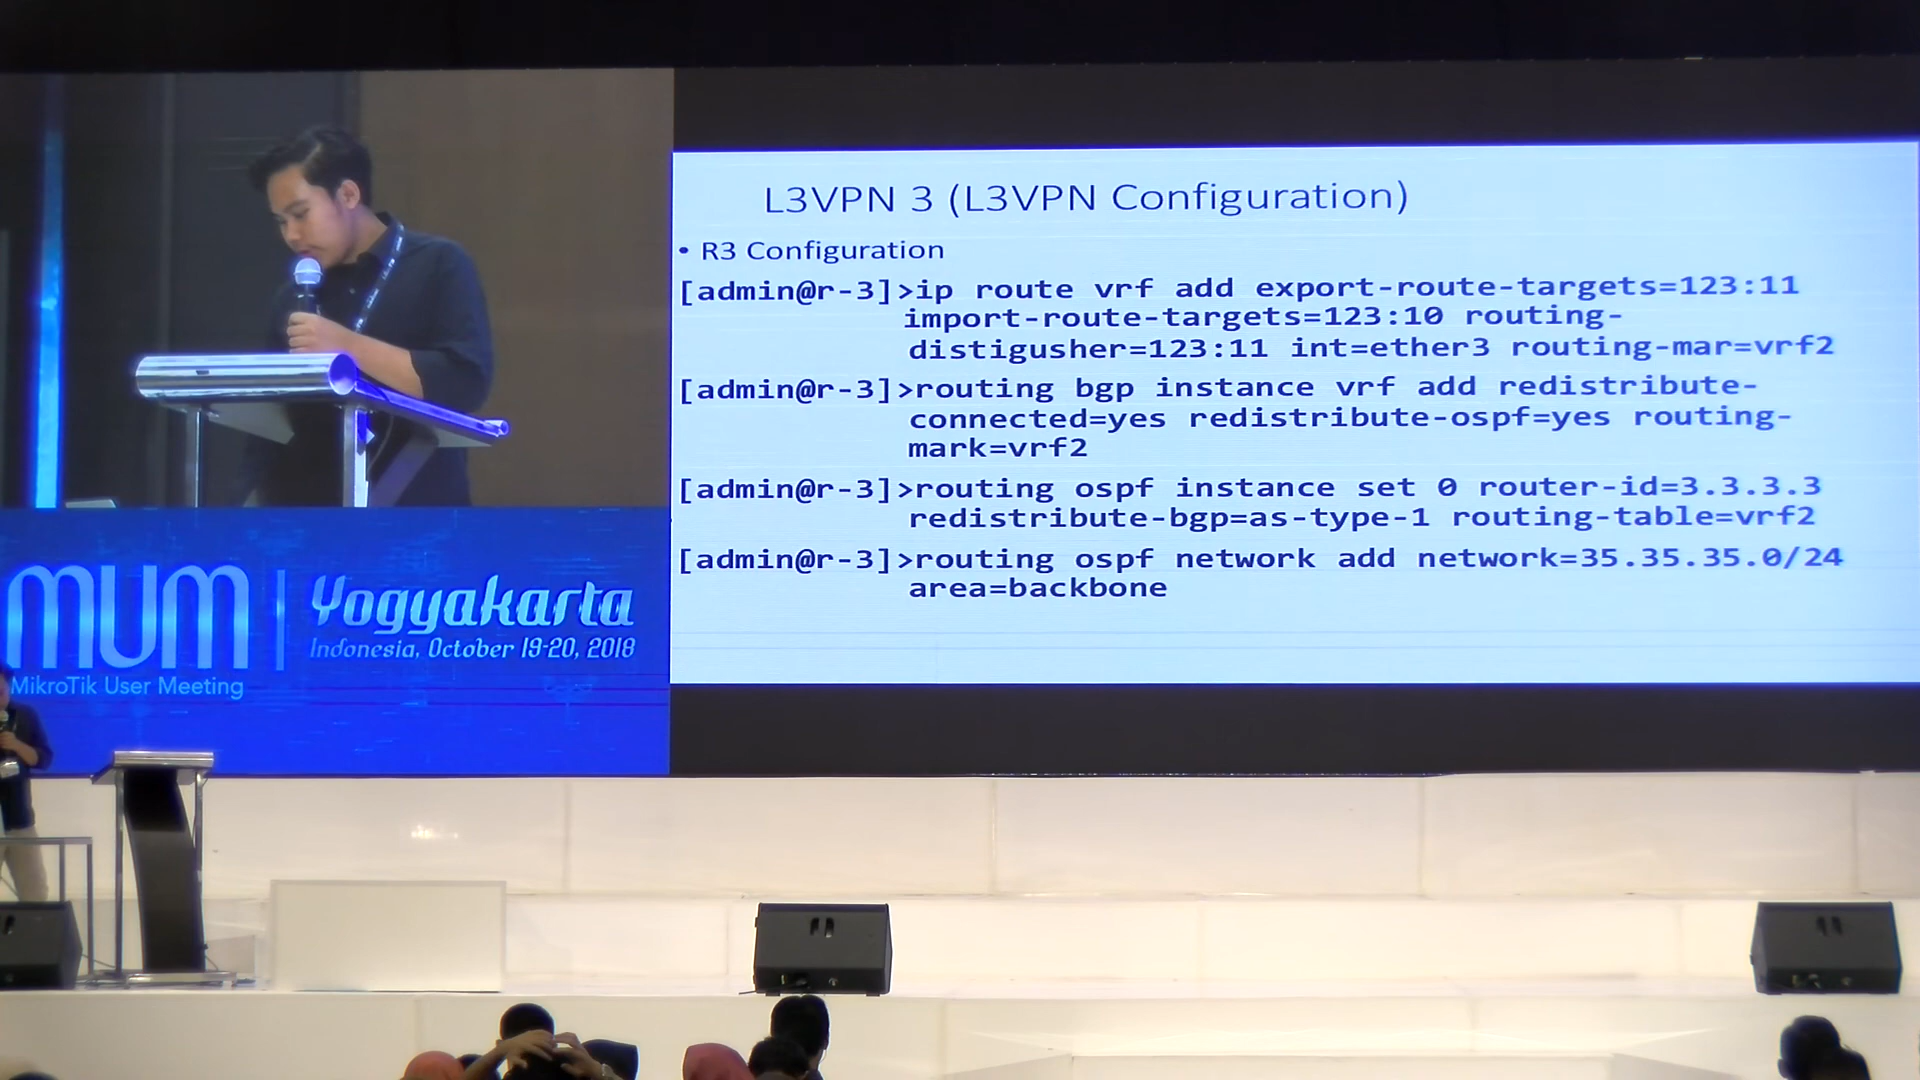 L3VPN 3 (L3VPN Configuration)
• R3 Configuration
[admin@r-3]>ip route vrf add export-route-targets=123:11
import-route-targets=123:10 routing-
distigusher=123:11 int=ether3 routing-mar=vrf2
[admin@r-3]>routing bgp instance vrf add redistribute-
connected=yes redistribute-ospf=yes routing-
mark=vrf2
[admin@r-3]>routing ospf instance set 0 router-id=3.3.3.3
redistribute-bgp=as-type-1 routing-table=vrf2
[admin@r-3]>routing ospf network add network=35.35.35.0/24
area=backbone
MUM
MikroTik User Meeting
Yogyakarta
Indonesia, October 19-20, 2018